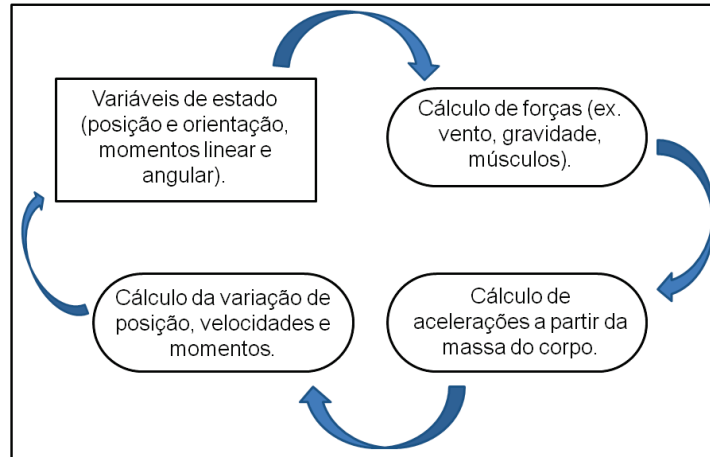 Variáveis de estado
(posição e orientação,
momentos linear e
angular).
Cálculo de forças (ex.
vento, gravidade,
músculos).
Cálculo da variação de
posição, velocidades e
momentos.
Cálculo de
acelerações a partir da
massa do corpo.